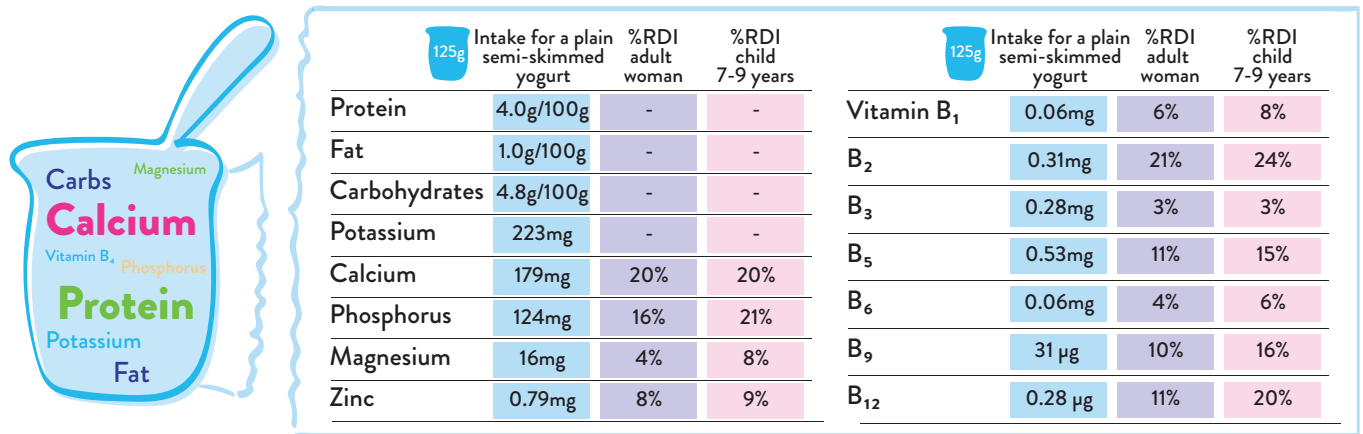 Carbs
Magnesium
Calcium
Vitamin B₄
Phosphorus
Protein
Potassium
Fat
125g Intake for a plain semi-skimmed yogurt %RDI adult woman %RDI child 7-9 years
Protein 4.0g/100g - -
Fat 1.0g/100g - -
Carbohydrates 4.8g/100g - -
Potassium 223mg - -
Calcium 179mg 20% 20%
Phosphorus 124mg 16% 21%
Magnesium 16mg 4% 8%
Zinc 0.79mg 8% 9%
125g Intake for a plain semi-skimmed yogurt %RDI adult woman %RDI child 7-9 years
Vitamin B₁ 0.06mg 6% 8%
B₂ 0.31mg 21% 24%
B₃ 0.28mg 3% 3%
B₅ 0.53mg 11% 15%
B₆ 0.06mg 4% 6%
B₉ 31 µg 10% 16%
B₁₂ 0.28 µg 11% 20%